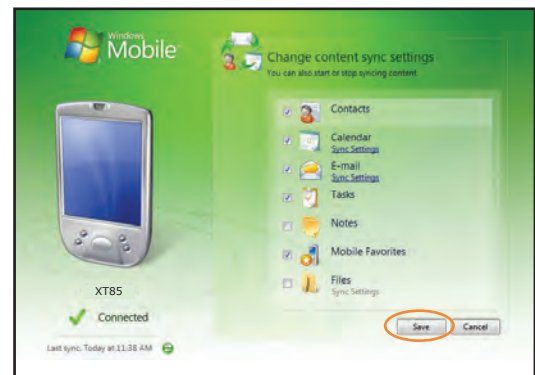 Windows
Mobile
Change content sync settings
You can also start or stop syncing content.
Contacts
Calendar
Sync Settings
E-mail
Sync Settings
Tasks
Notes
Mobile Favorites
Files
Sync Settings
XT85
Connected
Save
Cancel
Last sync: Today at 11:38 AM